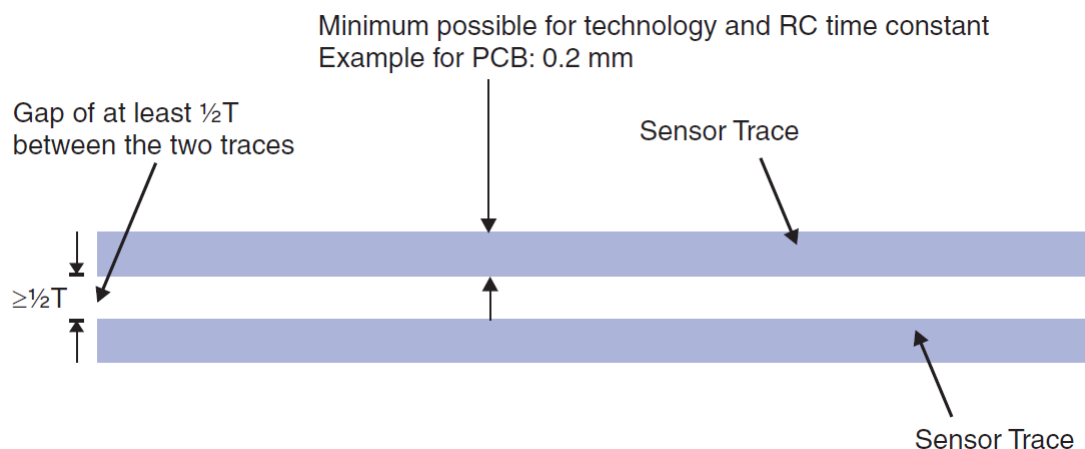 Minimum possible for technology and RC time constant
Example for PCB: 0.2 mm
Gap of at least ½T
between the two traces
Sensor Trace
≥½T
Sensor Trace